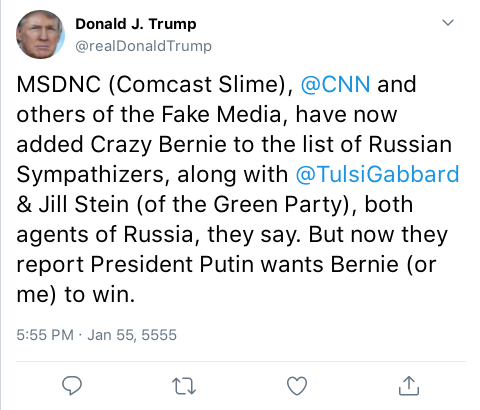 Donald J. Trump
@realDonaldTrump
MSDNC (Comcast Slime), @CNN and
others of the Fake Media, have now
added Crazy Bernie to the list of Russian
Sympathizers, along with @TulsiGabbard
& Jill Stein (of the Green Party), both
agents of Russia, they say. But now they
report President Putin wants Bernie (or
me) to win.
5:55 PM · Jan 55, 5555